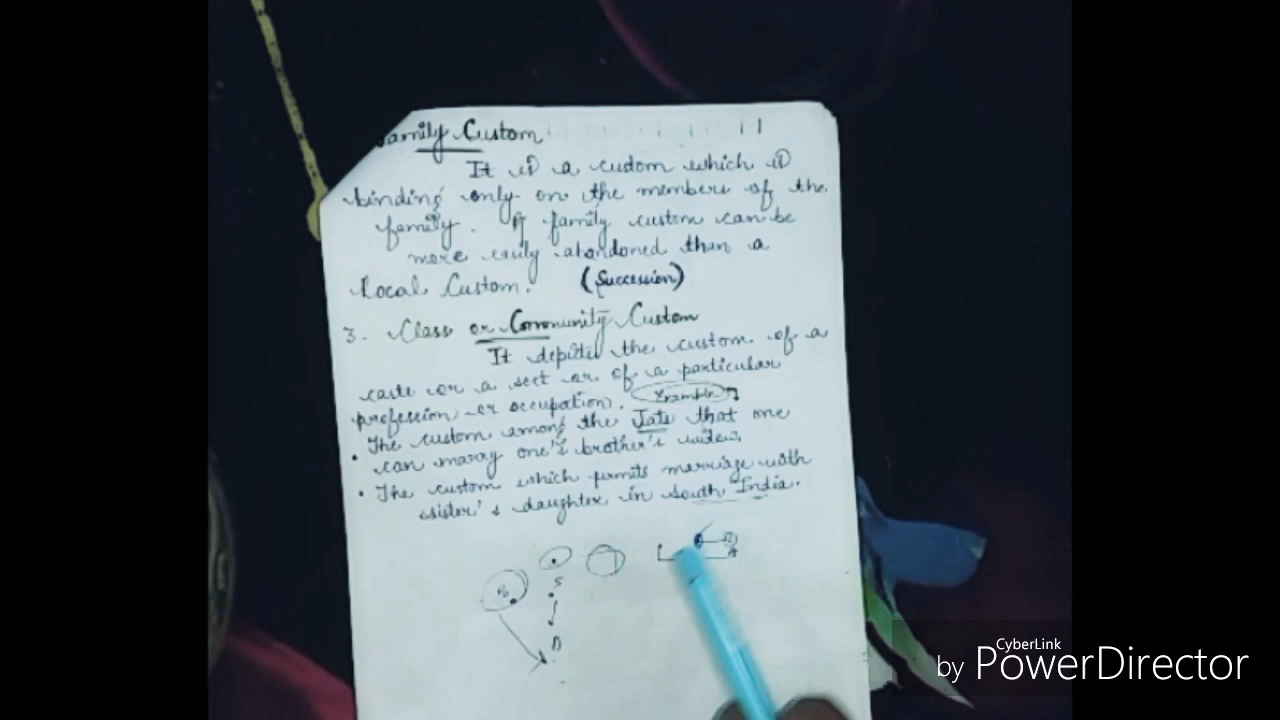 Family Custom
It is a custom which is
binding only on the members of the
family. A family custom can be
more easily abandoned than a
Local Custom. (Succession)
3. Class or Community Custom
It depicts the custom of a
caste or a sect or of a particular
profession or occupation. Example
• The custom among the Jats that one
can marry one's brother's widow.
• The custom which permits marriage with
sister's daughter in South India.
B
S
D
CyberLink
by PowerDirector